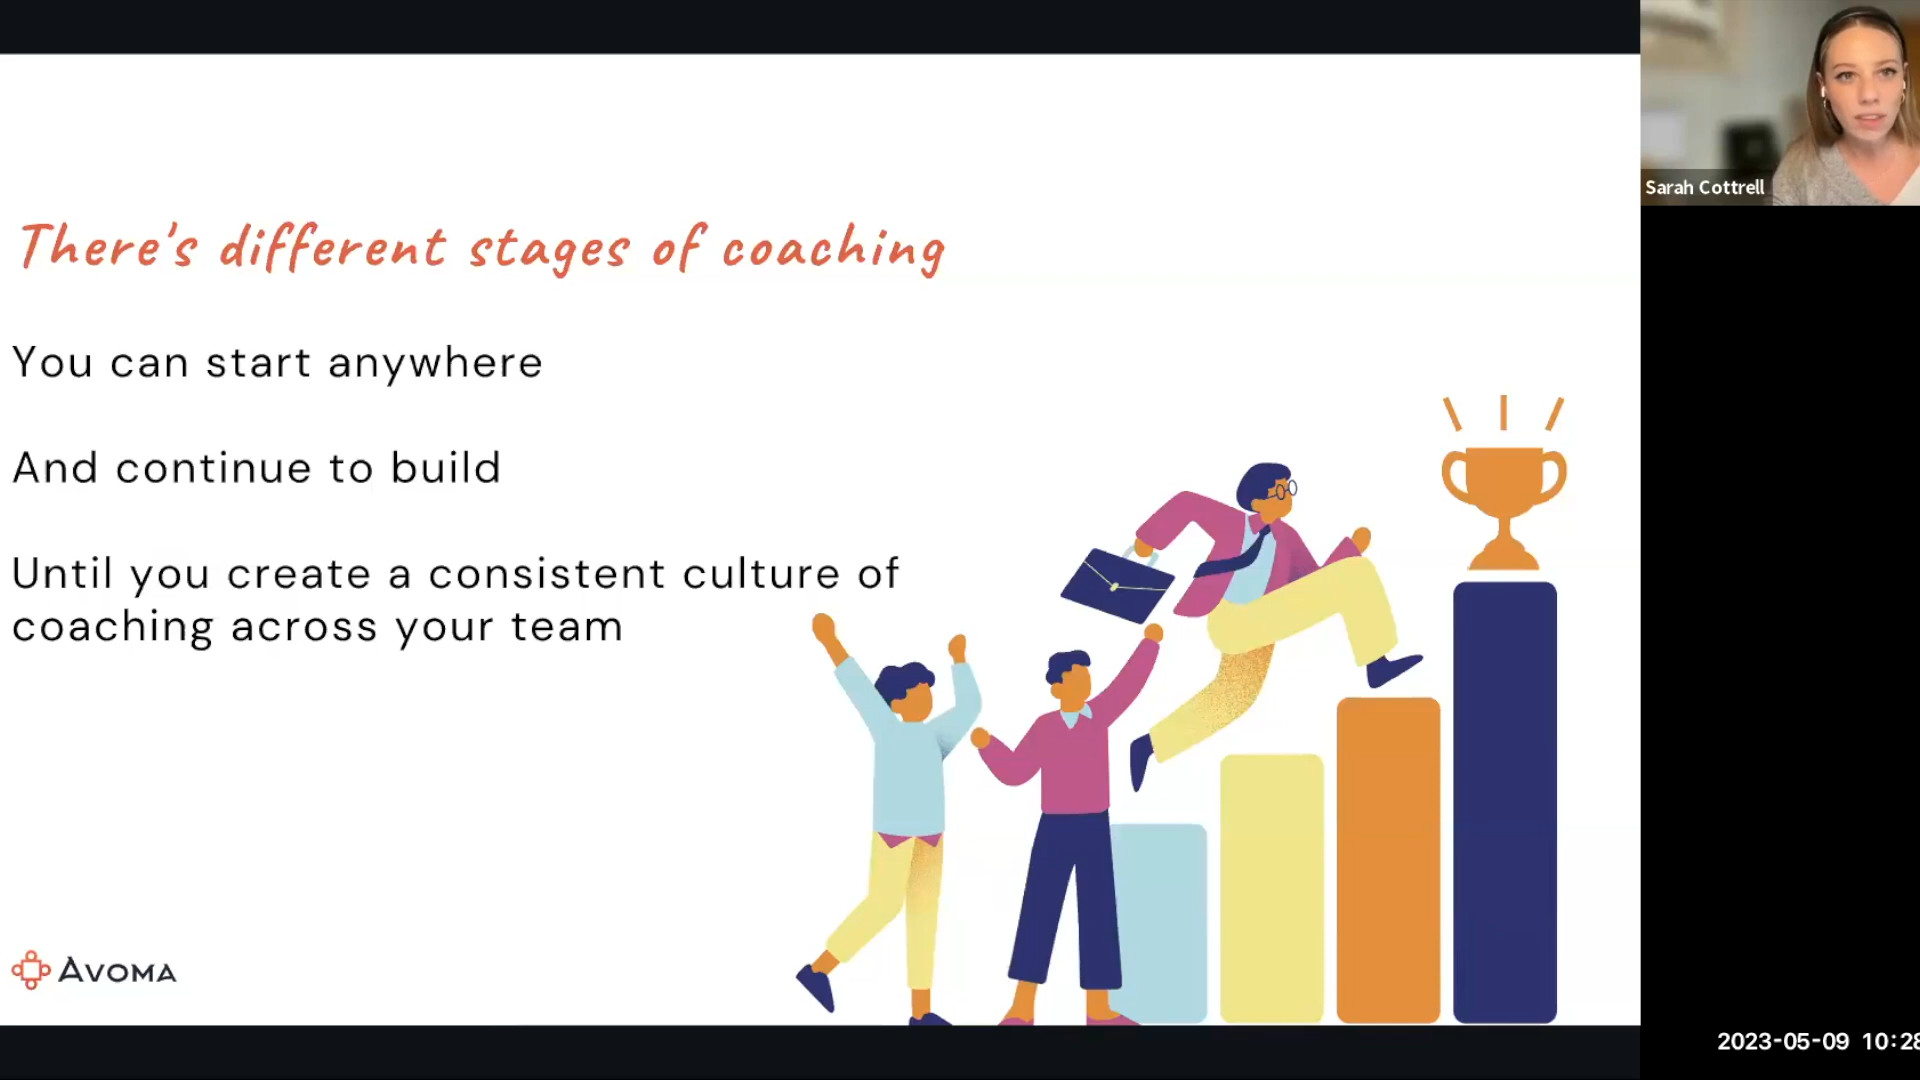 There's different stages of coaching
You can start anywhere
And continue to build
Until you create a consistent culture of
coaching across your team
AVOMA
Sarah Cottrell
2023-05-09 10:28